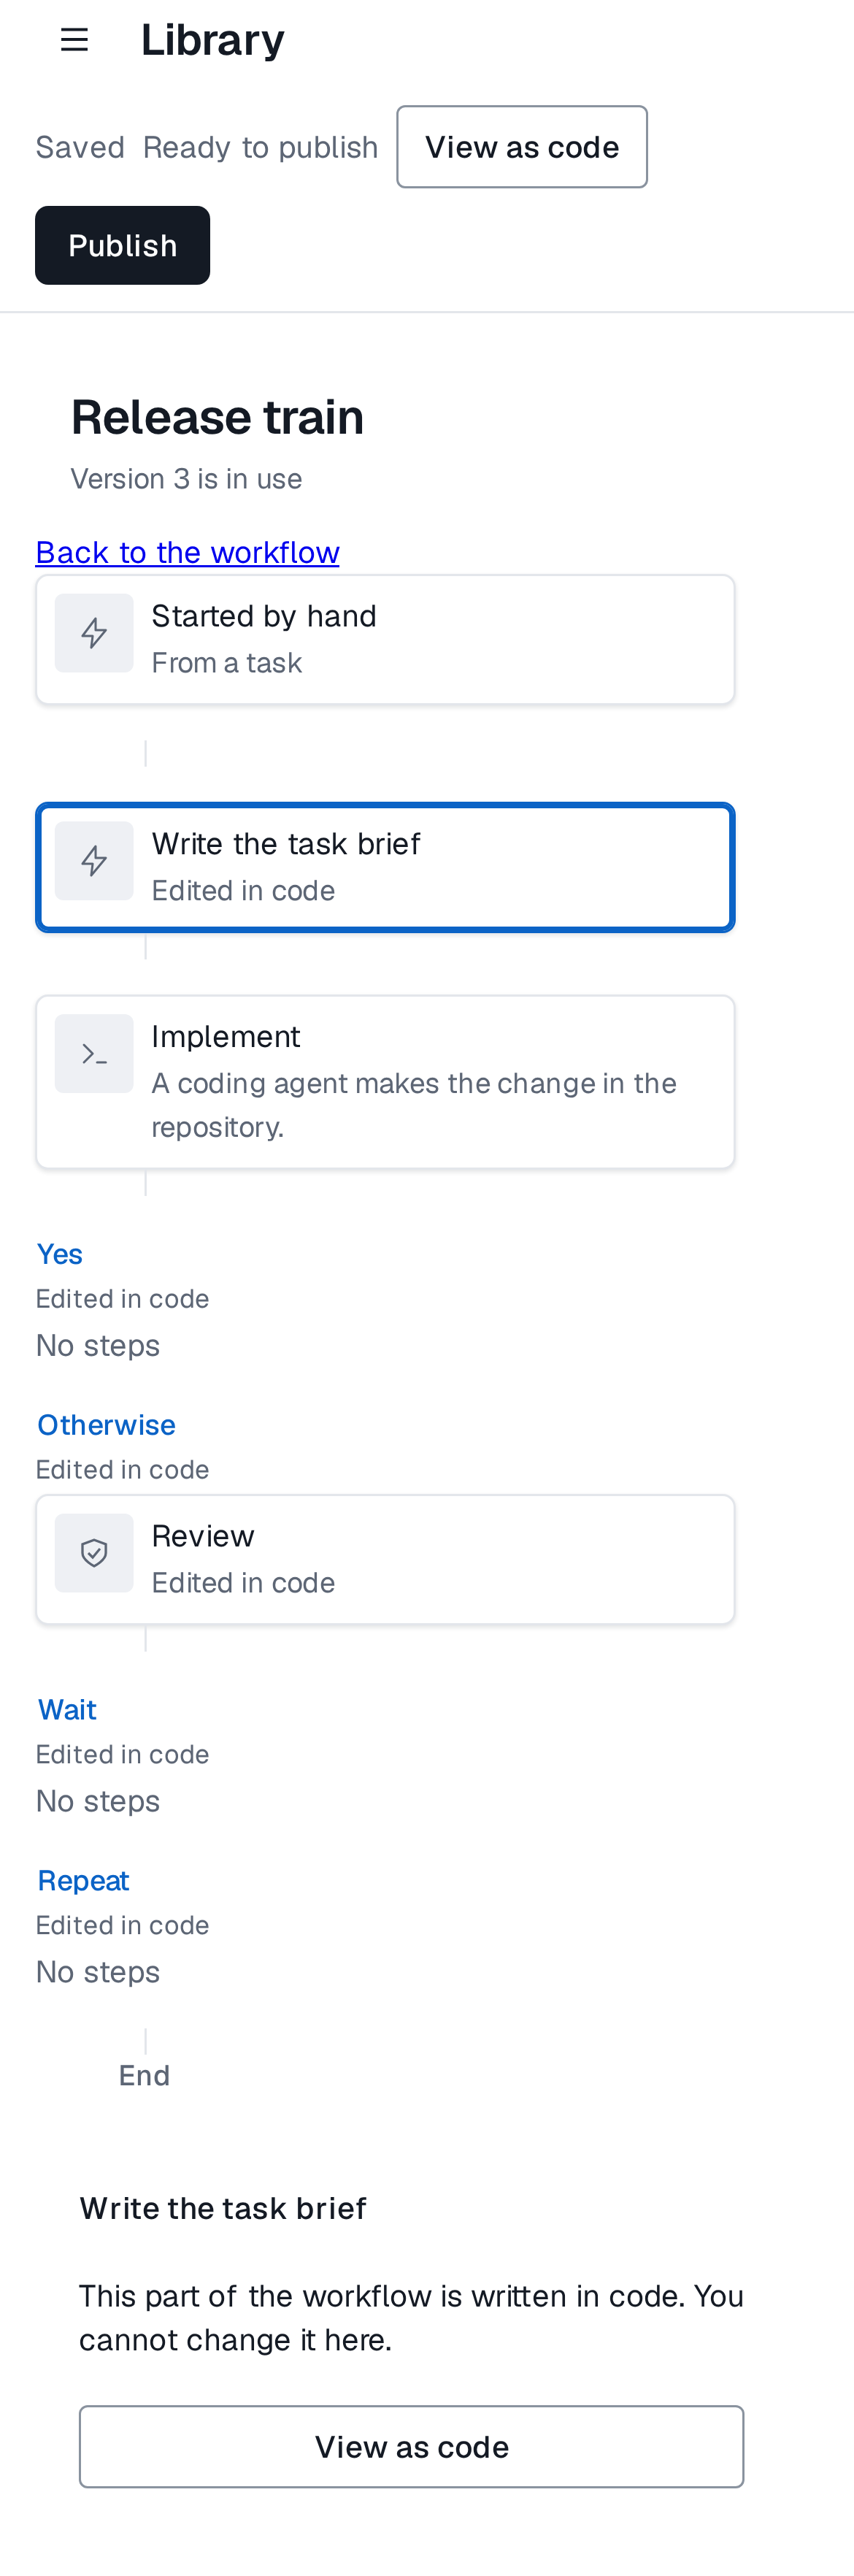 Library
Saved Ready to publish View as code
Publish
Release train
Version 3 is in use
Back to the workflow
Started by hand
From a task
Write the task brief
Edited in code
Implement
A coding agent makes the change in the
repository.
Yes
Edited in code
No steps
Otherwise
Edited in code
Review
Edited in code
Wait
Edited in code
No steps
Repeat
Edited in code
No steps
End
Write the task brief
This part of the workflow is written in code. You
cannot change it here.
View as code